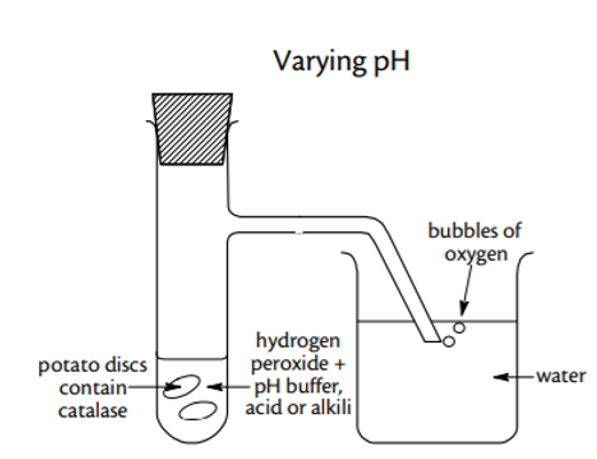 Varying pH
bubbles of
oxygen
potato discs
contain
catalase
hydrogen
peroxide +
pH buffer,
acid or alkili
water